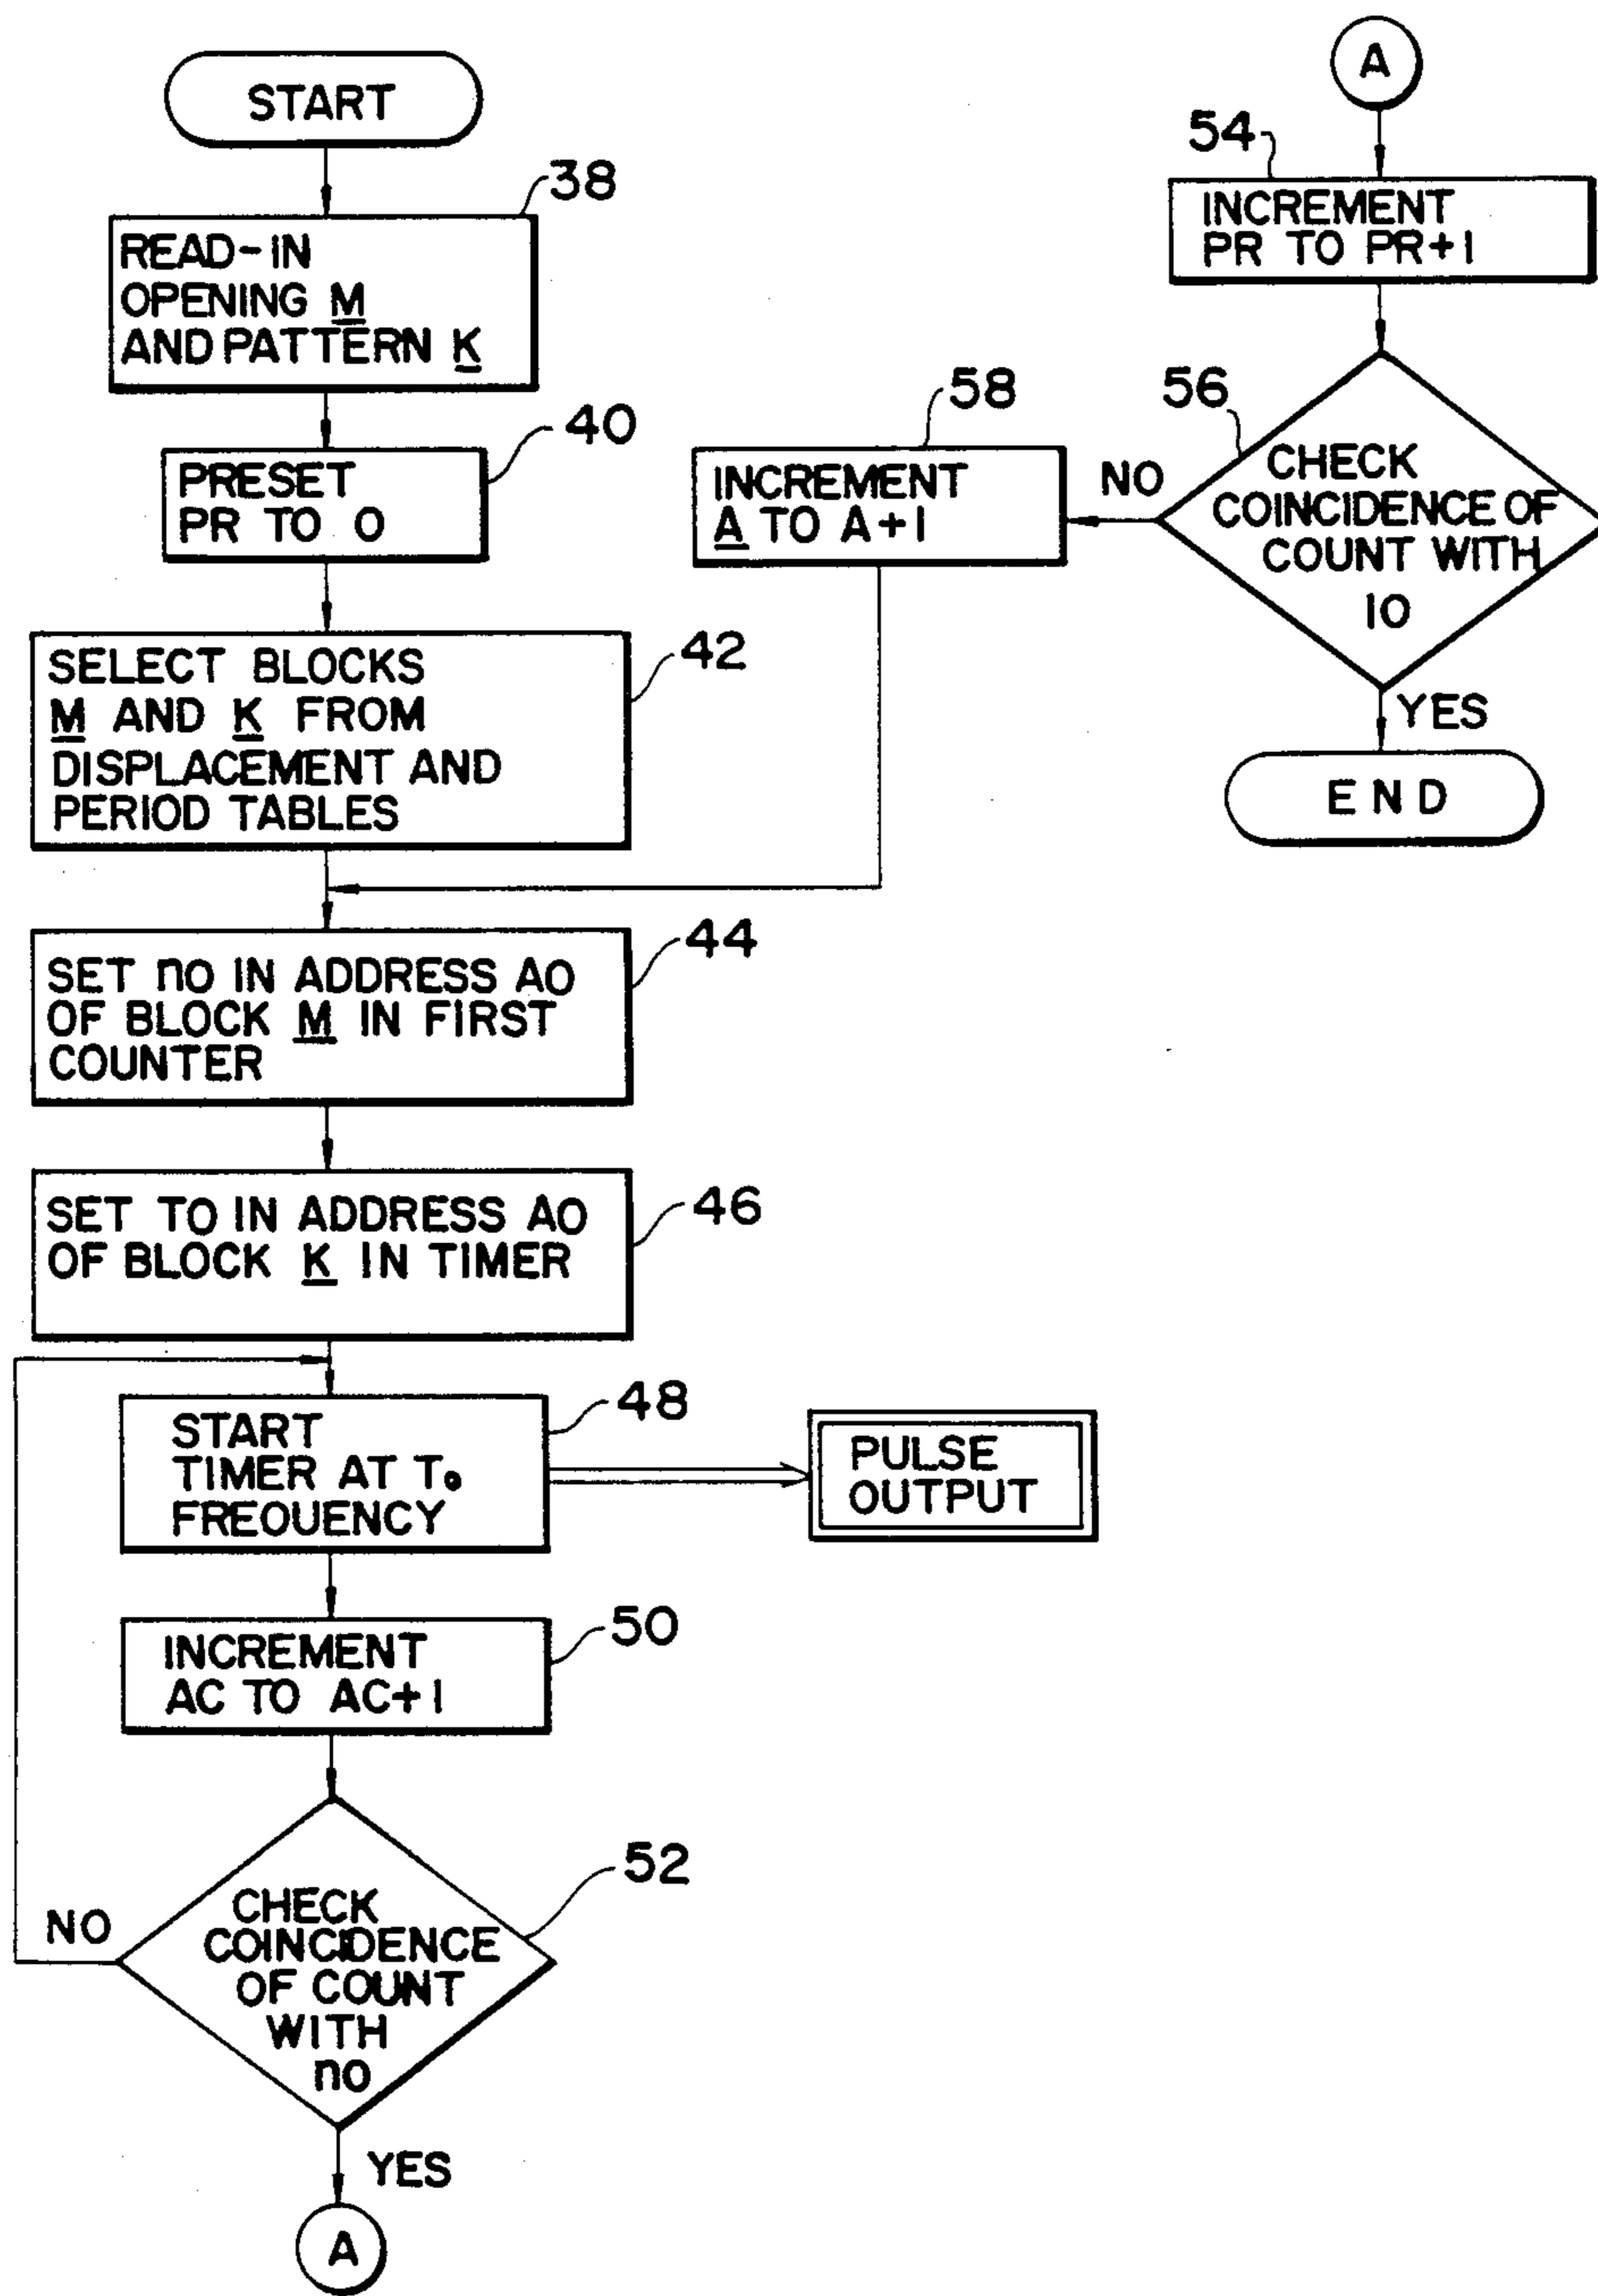 START
38
READ-IN
OPENING M
AND PATTERN K
40
PRESET
PR TO 0
42
SELECT BLOCKS
M AND K FROM
DISPLACEMENT AND
PERIOD TABLES
44
SET no IN ADDRESS AO
OF BLOCK M IN FIRST
COUNTER
46
SET TO IN ADDRESS AO
OF BLOCK K IN TIMER
48
START
TIMER AT To
FREOUENCY
PULSE
OUTPUT
50
INCREMENT
AC TO AC+1
52
CHECK
COINCIDENCE
OF COUNT
WITH
no
NO
YES
A
A
54
INCREMENT
PR TO PR+1
56
CHECK
COINCIDENCE OF
COUNT WITH
10
NO
58
INCREMENT
A TO A+1
YES
END